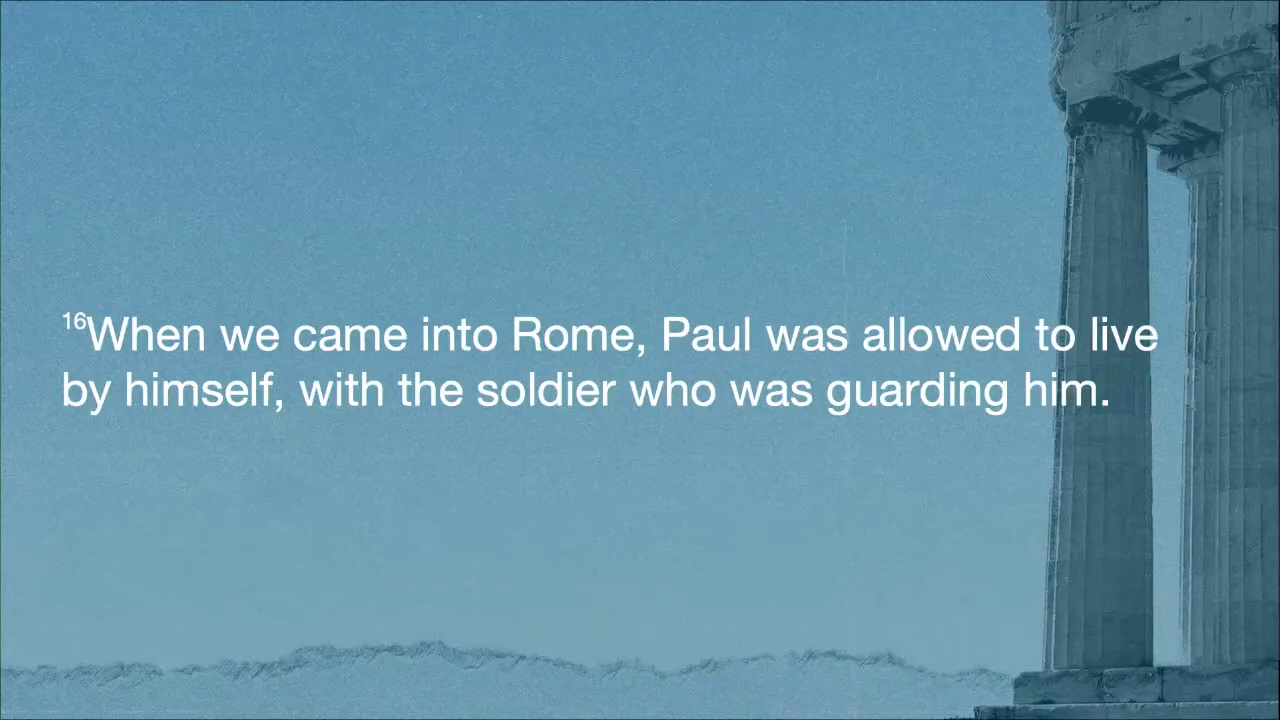 16When we came into Rome, Paul was allowed to live
by himself, with the soldier who was guarding him.